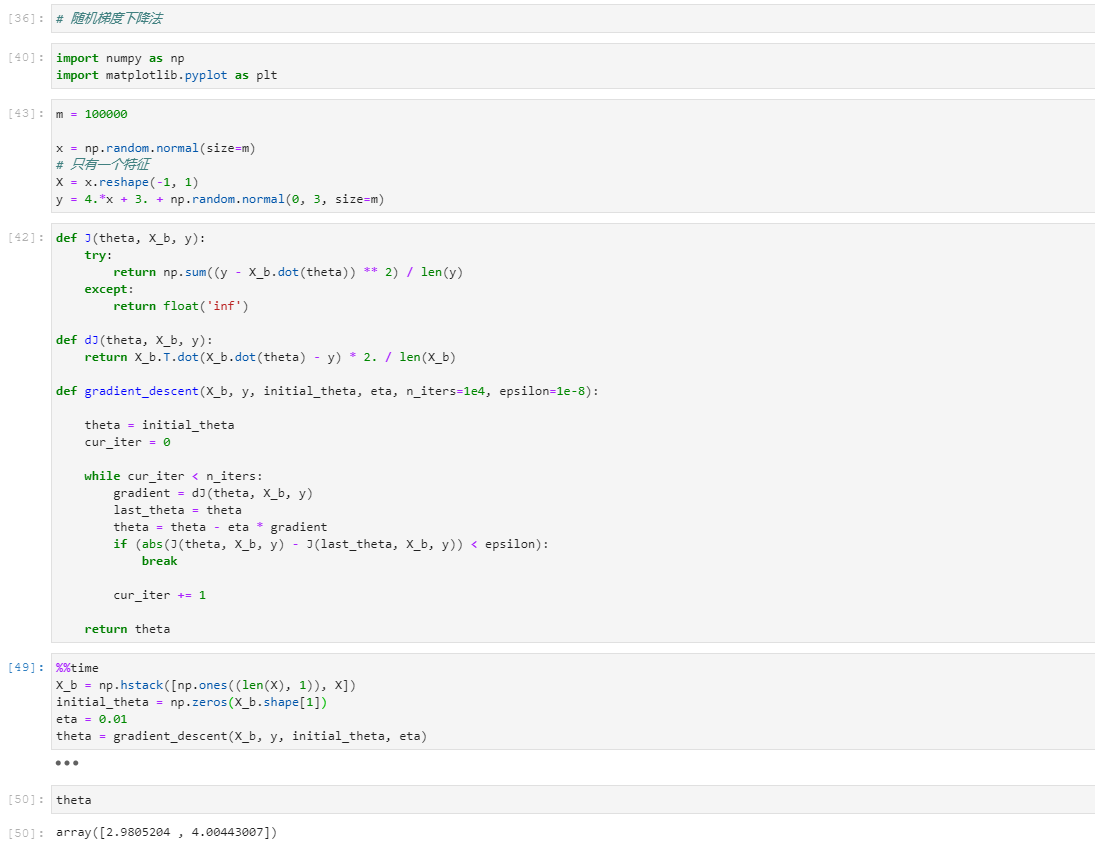 [36]: # 随机梯度下降法
[40]: import numpy as np
import matplotlib.pyplot as plt
[43]: m = 100000
x = np.random.normal(size=m)
# 只有一个特征
X = x.reshape(-1, 1)
y = 4.*x + 3. + np.random.normal(0, 3, size=m)
[42]: def J(theta, X_b, y):
    try:
        return np.sum((y - X_b.dot(theta)) ** 2) / len(y)
    except:
        return float('inf')
def dJ(theta, X_b, y):
    return X_b.T.dot(X_b.dot(theta) - y) * 2. / len(X_b)
def gradient_descent(X_b, y, initial_theta, eta, n_iters=1e4, epsilon=1e-8):
    theta = initial_theta
    cur_iter = 0
    while cur_iter < n_iters:
        gradient = dJ(theta, X_b, y)
        last_theta = theta
        theta = theta - eta * gradient
        if (abs(J(theta, X_b, y) - J(last_theta, X_b, y)) < epsilon):
            break
        cur_iter += 1
    return theta
[49]: %%time
X_b = np.hstack([np.ones((len(X), 1)), X])
initial_theta = np.zeros(X_b.shape[1])
eta = 0.01
theta = gradient_descent(X_b, y, initial_theta, eta)
•••
[50]: theta
[50]: array([2.9805204 , 4.00443007])